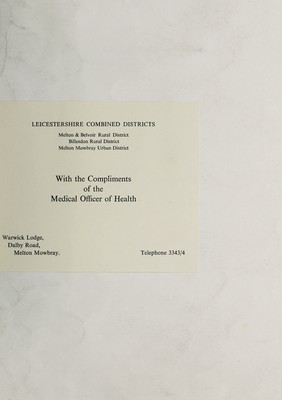 LEICESTERSHIRE COMBINED DISTRICTS
Melton & Belvoir Rural District
Billesdon Rural District
Melton Mowbray Urban District
With the Compliments
of the
Medical Officer of Health
Warwick Lodge,
Dalby Road,
Melton Mowbray.
Telephone 3343/4